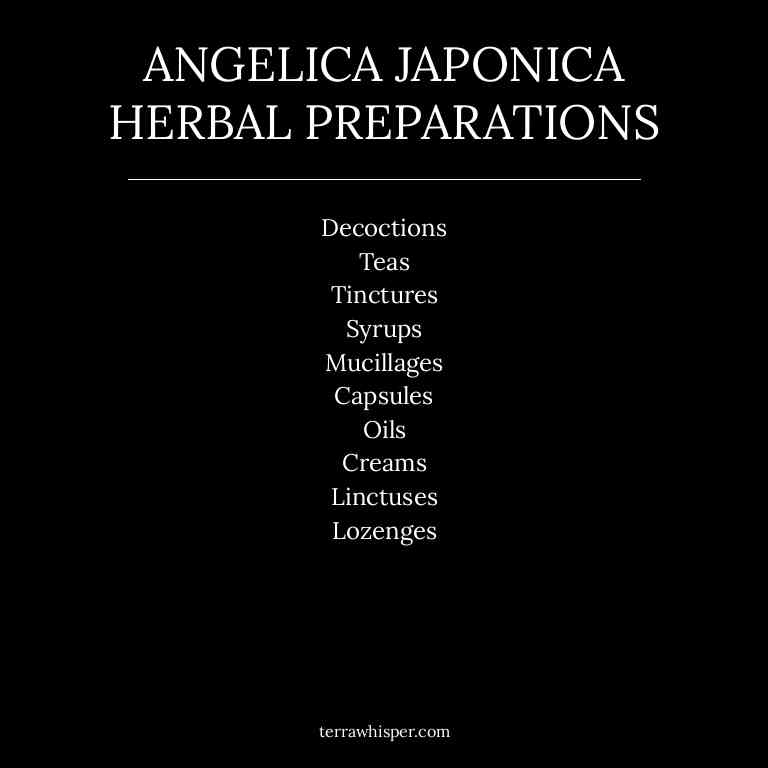 ANGELICA JAPONICA
HERBAL PREPARATIONS
Decoctions
Teas
Tinctures
Syrups
Mucillages
Capsules
Oils
Creams
Linctuses
Lozenges
terrawhisper.com